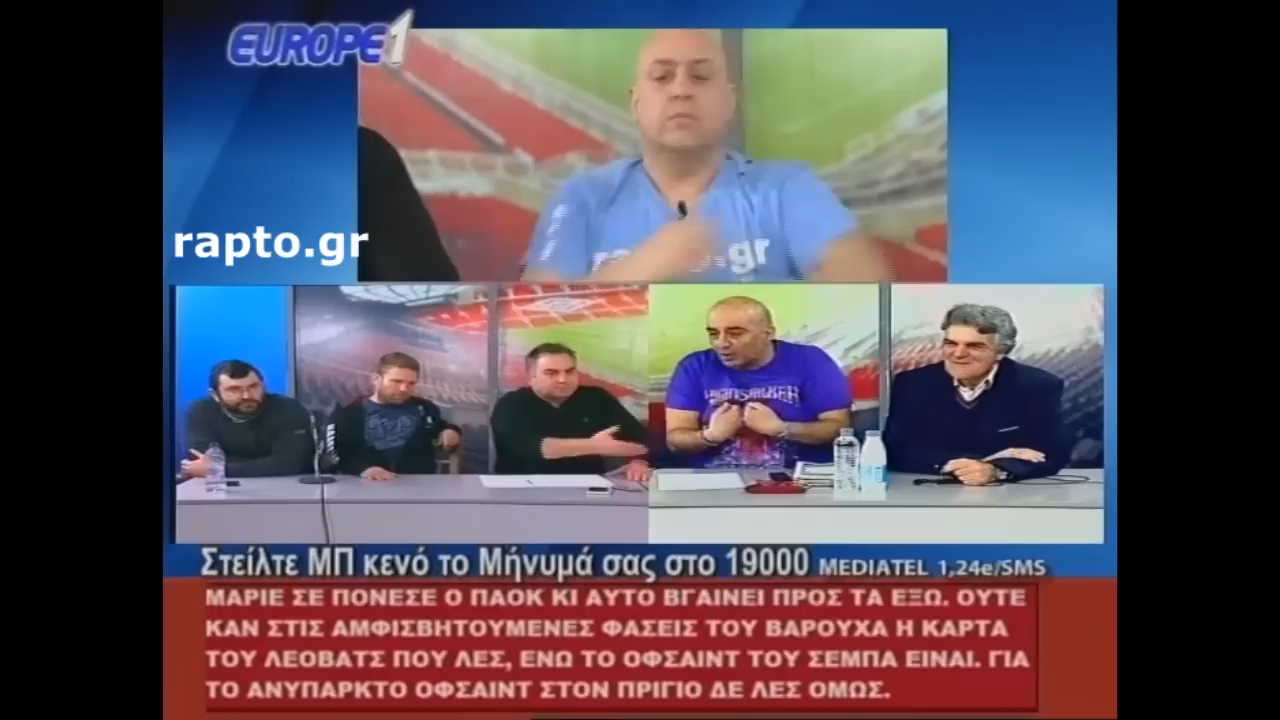 EUROPE1
rapto.gr
Στείλτε ΜΠ κενό το Μήνυμά σας στο 19000 MEDIATEL 1,24e/SMS
ΜΑΡΙΕ ΣΕ ΠΟΝΕΣΕ Ο ΠΑΟΚ ΚΙ ΑΥΤΟ ΒΓΑΙΝΕΙ ΠΡΟΣ ΤΑ ΕΞΩ. ΟΥΤΕ
ΚΑΝ ΣΤΙΣ ΑΜΦΙΣΒΗΤΟΥΜΕΝΕΣ ΦΑΣΕΙΣ ΤΟΥ ΒΑΡΟΥΧΑ Η ΚΑΡΤΑ
ΤΟΥ ΛΕΟΒΑΤΣ ΠΟΥ ΛΕΣ, ΕΝΩ ΤΟ ΟΦΣΑΙΝΤ ΤΟΥ ΣΕΜΠΑ ΕΙΝΑΙ. ΓΙΑ
ΤΟ ΑΝΥΠΑΡΚΤΟ ΟΦΣΑΙΝΤ ΣΤΟΝ ΠΡΙΓΙΟ ΔΕ ΛΕΣ ΟΜΩΣ.